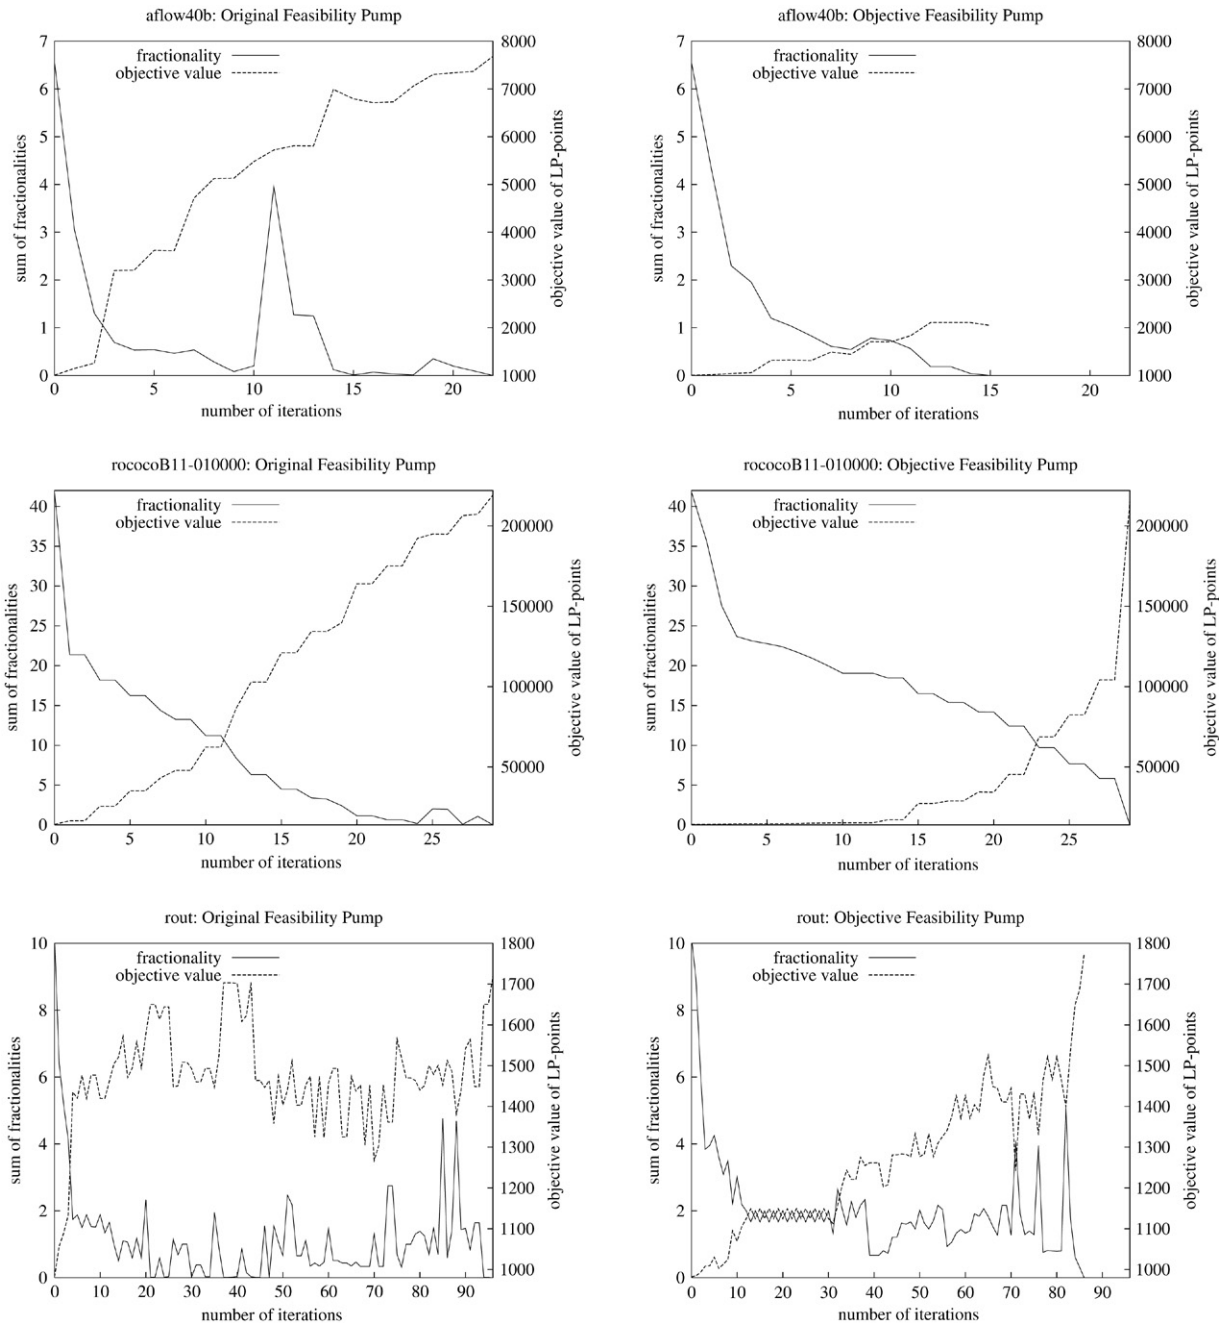 aflow40b: Original Feasibility Pump
7
6
5
4
3
2
1
0
sum of fractionalities
fractionality
objective value
8000
7000
6000
5000
4000
3000
2000
1000
objective value of LP-points
0 5 10 15 20
number of iterations
aflow40b: Objective Feasibility Pump
7
6
5
4
3
2
1
0
sum of fractionalities
fractionality
objective value
8000
7000
6000
5000
4000
3000
2000
1000
objective value of LP-points
0 5 10 15 20
number of iterations
rococoB11-010000: Original Feasibility Pump
40
35
30
25
20
15
10
5
0
sum of fractionalities
fractionality
objective value
200000
150000
100000
50000
objective value of LP-points
0 5 10 15 20 25
number of iterations
rococoB11-010000: Objective Feasibility Pump
40
35
30
25
20
15
10
5
0
sum of fractionalities
fractionality
objective value
200000
150000
100000
50000
objective value of LP-points
0 5 10 15 20 25
number of iterations
rout: Original Feasibility Pump
10
8
6
4
2
0
sum of fractionalities
fractionality
objective value
1800
1700
1600
1500
1400
1300
1200
1100
1000
objective value of LP-points
0 10 20 30 40 50 60 70 80 90
number of iterations
rout: Objective Feasibility Pump
10
8
6
4
2
0
sum of fractionalities
fractionality
objective value
1800
1700
1600
1500
1400
1300
1200
1100
1000
objective value of LP-points
0 10 20 30 40 50 60 70 80 90
number of iterations